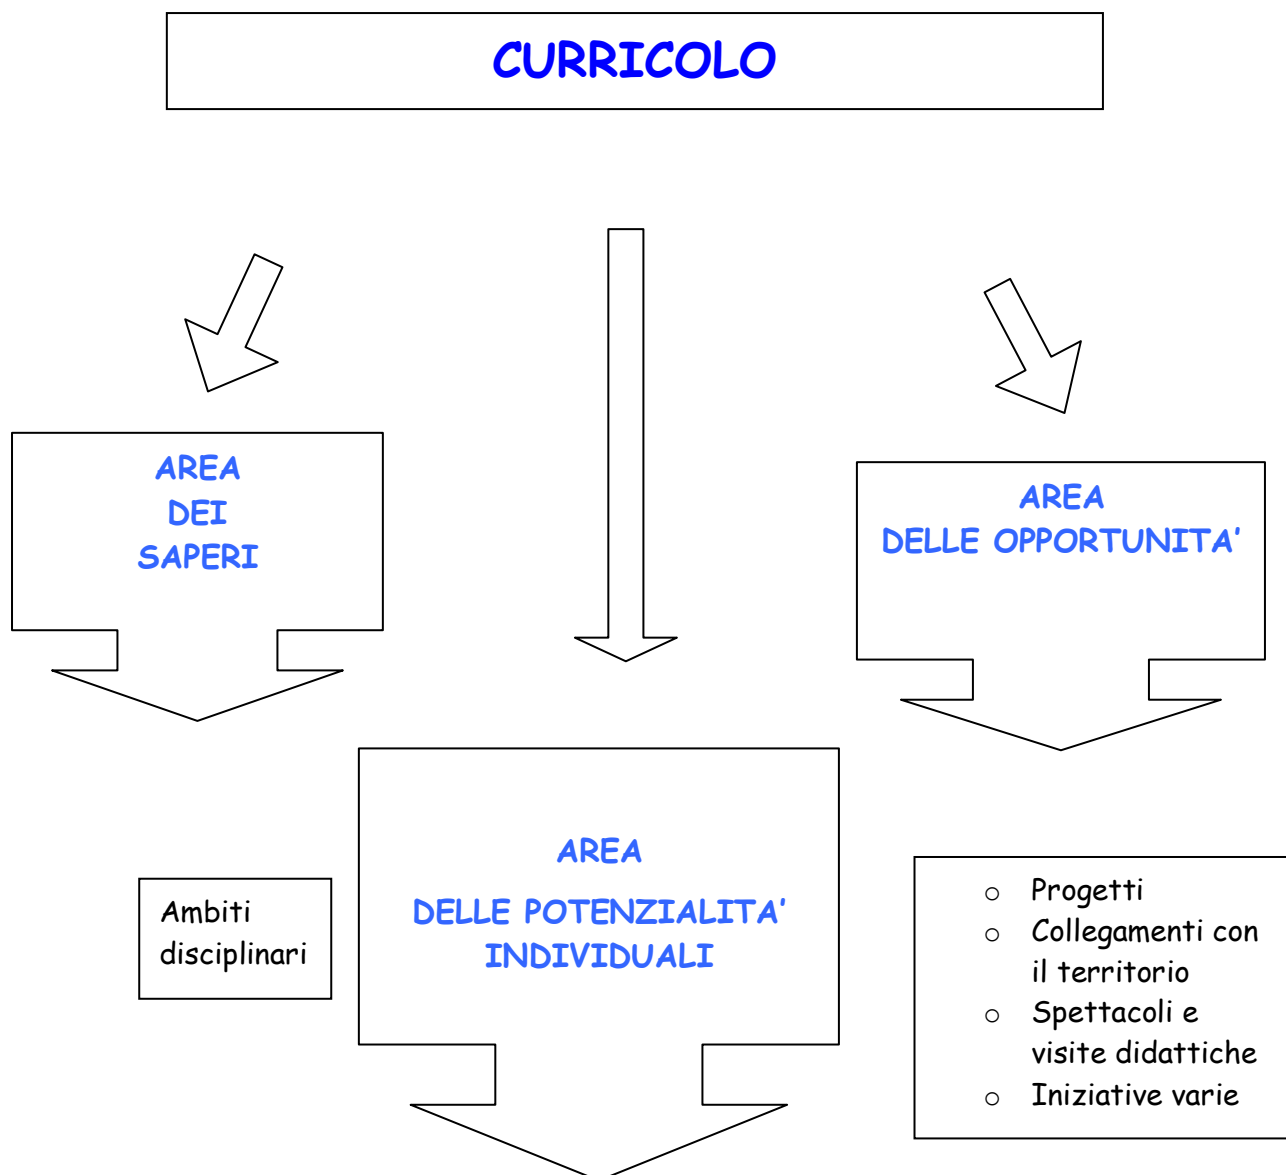 CURRICOLO
AREA
DEI
SAPERI
AREA
DELLE OPPORTUNITA'
AREA
DELLE POTENZIALITA'
INDIVIDUALI
Ambiti
disciplinari
o Progetti
o Collegamenti con
il territorio
o Spettacoli e
visite didattiche
o Iniziative varie